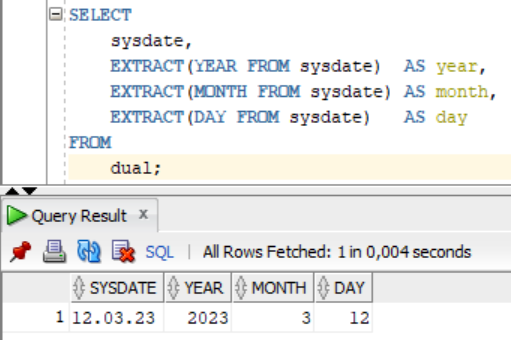 SELECT
sysdate,
EXTRACT(YEAR FROM sysdate) AS year,
EXTRACT(MONTH FROM sysdate) AS month,
EXTRACT(DAY FROM sysdate) AS day
FROM
dual;
Query Result x
SQL | All Rows Fetched: 1 in 0,004 seconds
SYSDATE YEAR MONTH DAY
1 12.03.23 2023 3 12